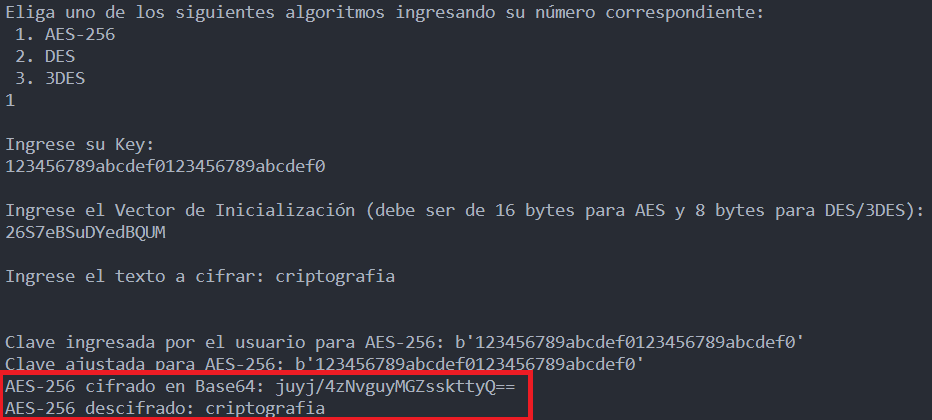 Eliga uno de los siguientes algoritmos ingresando su número correspondiente:
1. AES-256
2. DES
3. 3DES
1
Ingrese su Key:
123456789abcdef0123456789abcdef0
Ingrese el Vector de Inicialización (debe ser de 16 bytes para AES y 8 bytes para DES/3DES):
26S7eBSuDYedBQUM
Ingrese el texto a cifrar: criptografia
Clave ingresada por el usuario para AES-256: b'123456789abcdef0123456789abcdef0'
Clave ajustada para AES-256: b'123456789abcdef0123456789abcdef0'
AES-256 cifrado en Base64: juyj/4zNvguyMGZsskttyQ==
AES-256 descifrado: criptografia